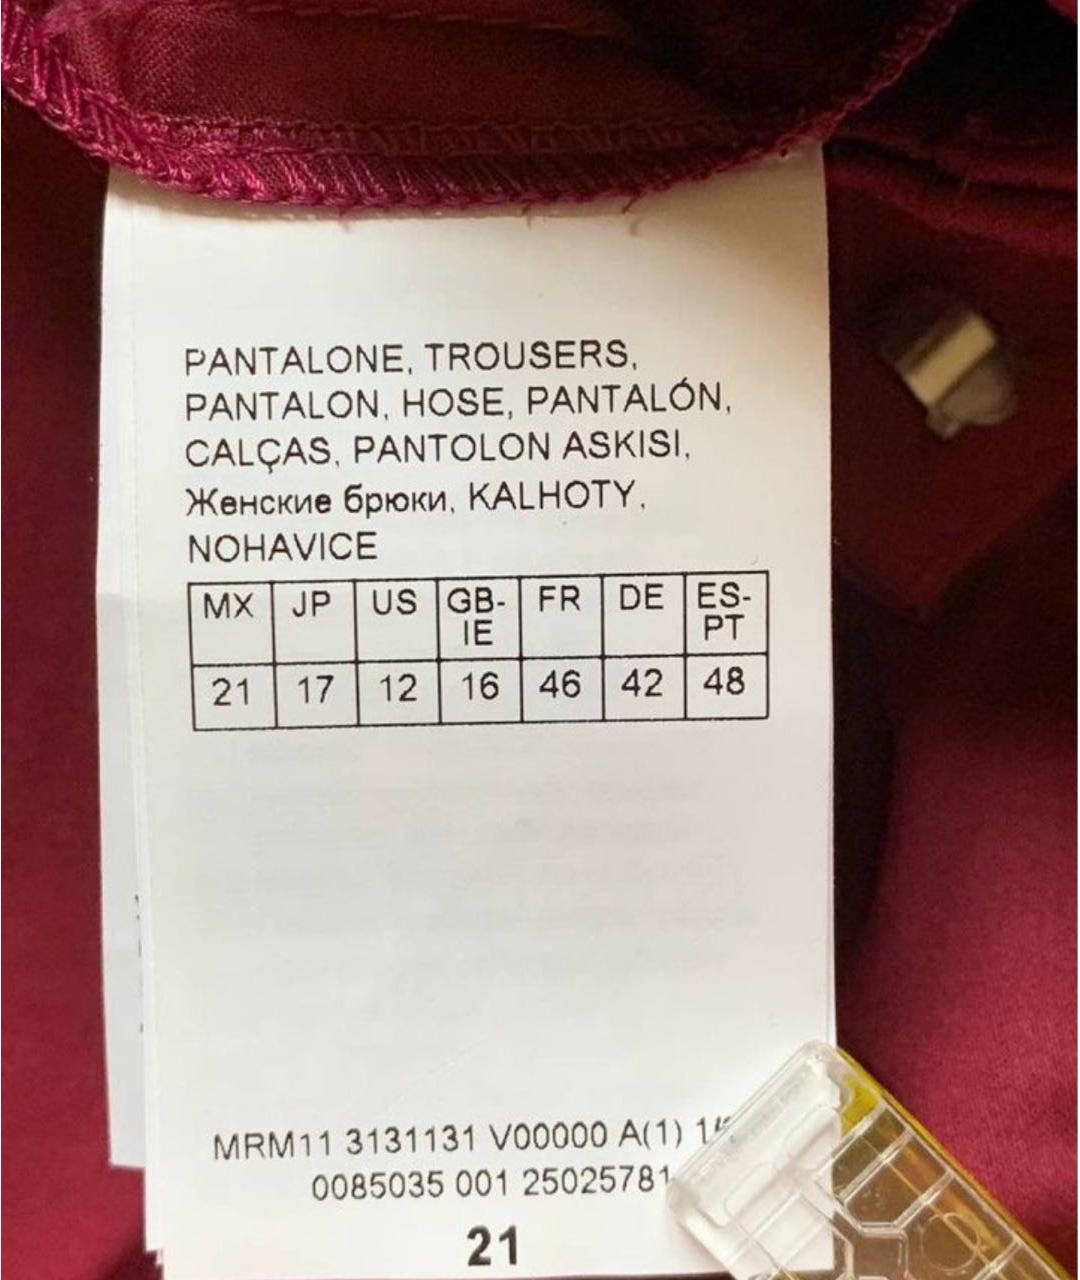 PANTALONE, TROUSERS,
PANTALON, HOSE, PANTALÓN,
CALÇAS, PANTOLON ASKISI,
Женские брюки, KALHOTY,
NOHAVICE
MX JP US GB-IE FR DE ES-PT
21 17 12 16 46 42 48
MRM11 3131131 V00000 A(1)
0085035 001 25025781
21